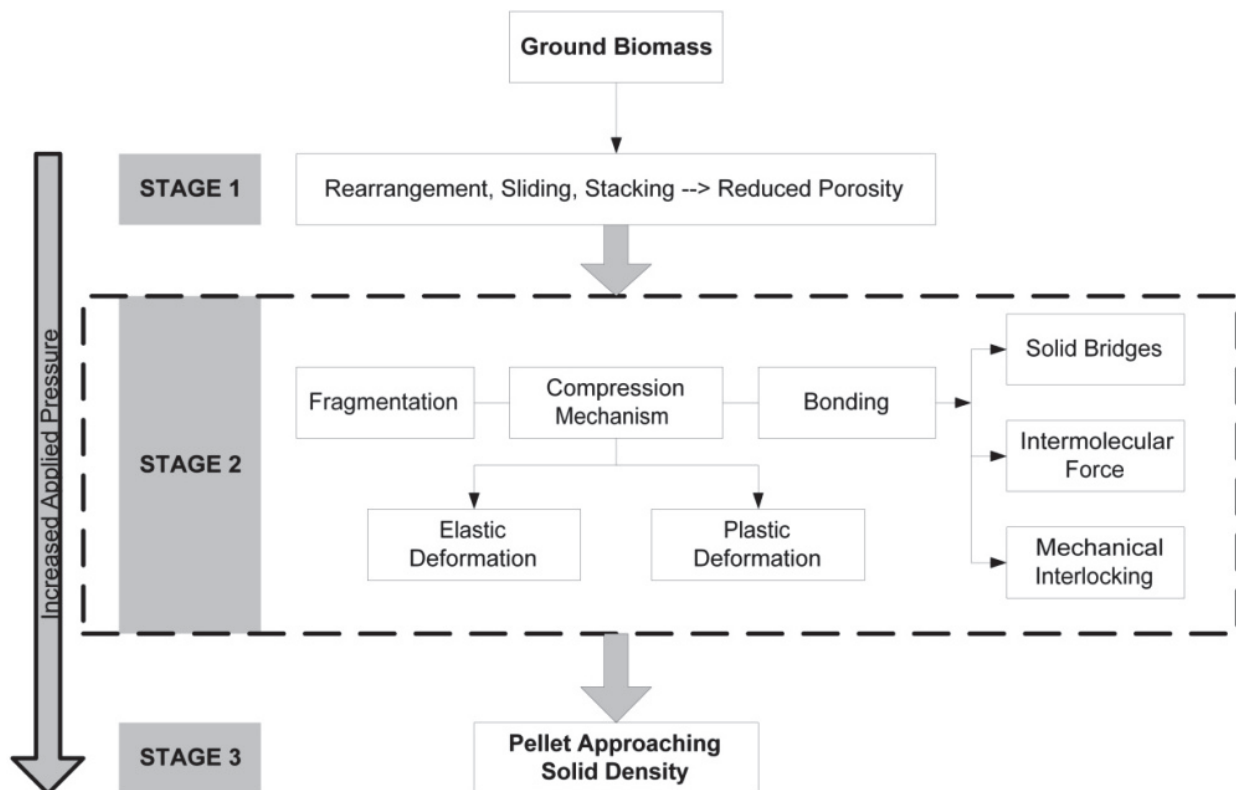 Ground Biomass
STAGE 1
Rearrangement, Sliding, Stacking --> Reduced Porosity
Increased Applied Pressure
STAGE 2
Fragmentation
Compression
Mechanism
Bonding
Solid Bridges
Intermolecular
Force
Mechanical
Interlocking
Elastic
Deformation
Plastic
Deformation
STAGE 3
Pellet Approaching
Solid Density